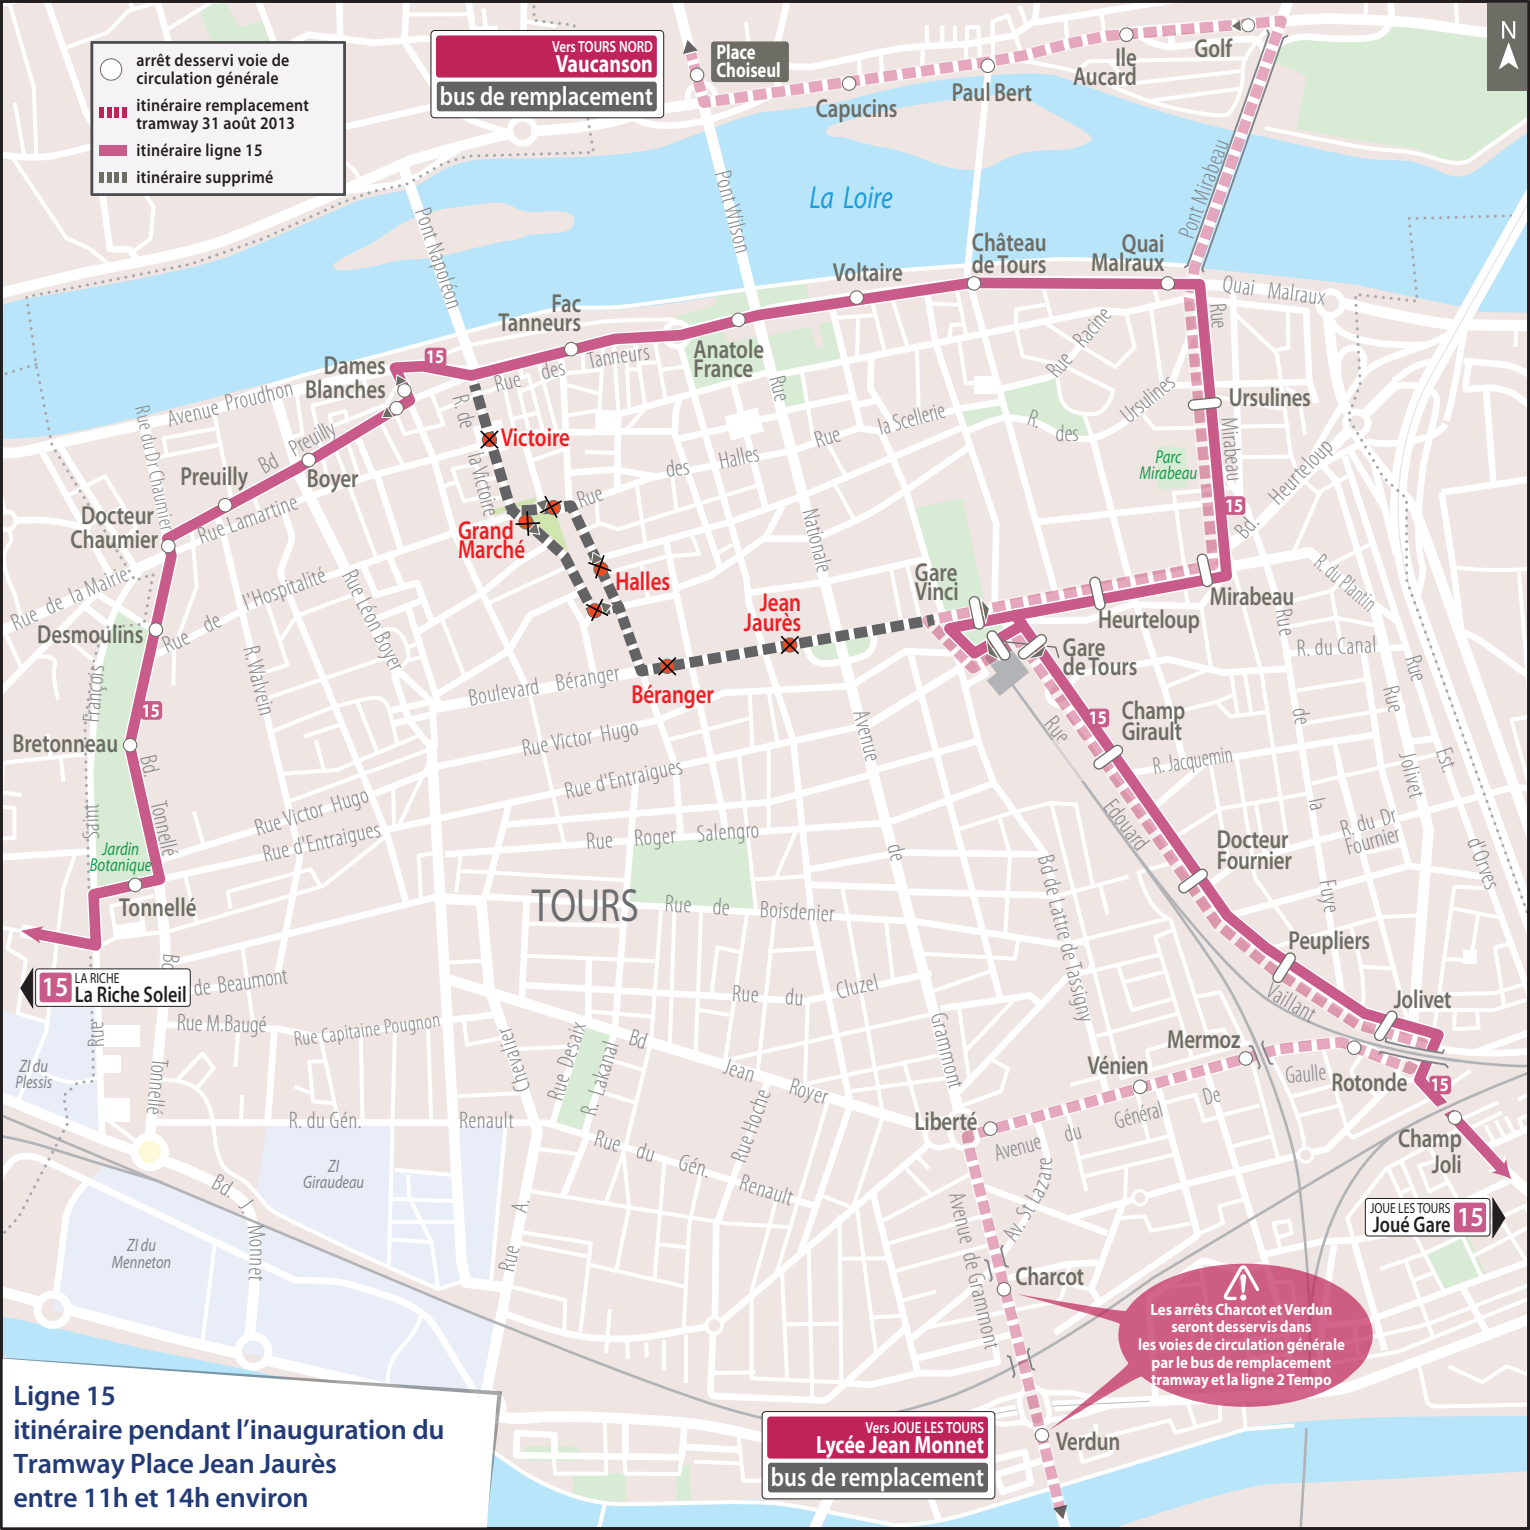 arrêt desservi voie de
circulation générale
itinéraire remplacement
tramway 31 août 2013
itinéraire ligne 15
itinéraire supprimé
Vers TOURS NORD
Vaucanson
bus de remplacement
Place
Choiseul
Capucins
Paul Bert
Ile
Aucard
Golf
N
La Loire
Pont Napoléon
Pont Wilson
Pont Mirabeau
Château
de Tours
Quai
Malraux
Voltaire
Quai Malraux
Fac
Tanneurs
Anatole
France
Dames
Blanches
15
Rue des Tanneurs
Avenue Proudhon
Rue du Dr Chaumier
Bd Preuilly
Preuilly
Boyer
Rue Lamartine
Docteur
Chaumier
Rue de la Mairie
R. de
la Victoire
Victoire
Grand
Marché
Halles
Rue
des Halles
Rue
la Scellerie
Rue
Nationale
Rue Racine
R. des
Ursulines
Ursulines
Rue
Mirabeau
Parc
Mirabeau
15
Bd. Heurteloup
Gare
Vinci
Mirabeau
Heurteloup
Gare
de Tours
Jean
Jaurès
Béranger
Boulevard Béranger
Desmoulins
Rue de l'Hospitalité
Rue Léon Boyer
R. Walvein
15
Bretonneau
Rue Saint François
Bd. Tonnellé
Jardin
Botanique
Tonnellé
Rue Victor Hugo
Rue d'Entraigues
Rue Victor Hugo
Rue d'Entraigues
Rue Roger Salengro
TOURS
Rue de Boisdenier
Avenue
de
Grammont
Rue
Edouard
Vaillant
15
Champ
Girault
R. Jacquemin
Docteur
Fournier
R. du Plantin
R. du Canal
Rue
de
la
Fuye
Rue
Jolivet
Rue
Est.
d'Orves
R. du Dr
Fournier
Peupliers
Jolivet
Bd de Lattre de Tassigny
Rue du Cluzel
15
LA RICHE
La Riche Soleil
de Beaumont
Rue M.Baugé
Rue Capitaine Pougnon
Tonnellé
ZI du
Plessis
R. du Gén. Renault
Chevalier
Rue A.
Rue Desaix
R. Lakanal
Bd Jean Royer
Rue Hoche
Rue du Gén. Renault
Mermoz
Vénien
Liberté
Avenue du Général De Gaulle
Rotonde
15
Champ
Joli
JOUE LES TOURS
Joué Gare
15
ZI
Giraudeau
Bd. J. Monnet
ZI du
Menneton
Av. St Lazare
Avenue de Grammont
Charcot
Les arrêts Charcot et Verdun
seront desservis dans
les voies de circulation générale
par le bus de remplacement
tramway et la ligne 2 Tempo
Verdun
Vers JOUE LES TOURS
Lycée Jean Monnet
bus de remplacement
Ligne 15
itinéraire pendant l'inauguration du
Tramway Place Jean Jaurès
entre 11h et 14h environ